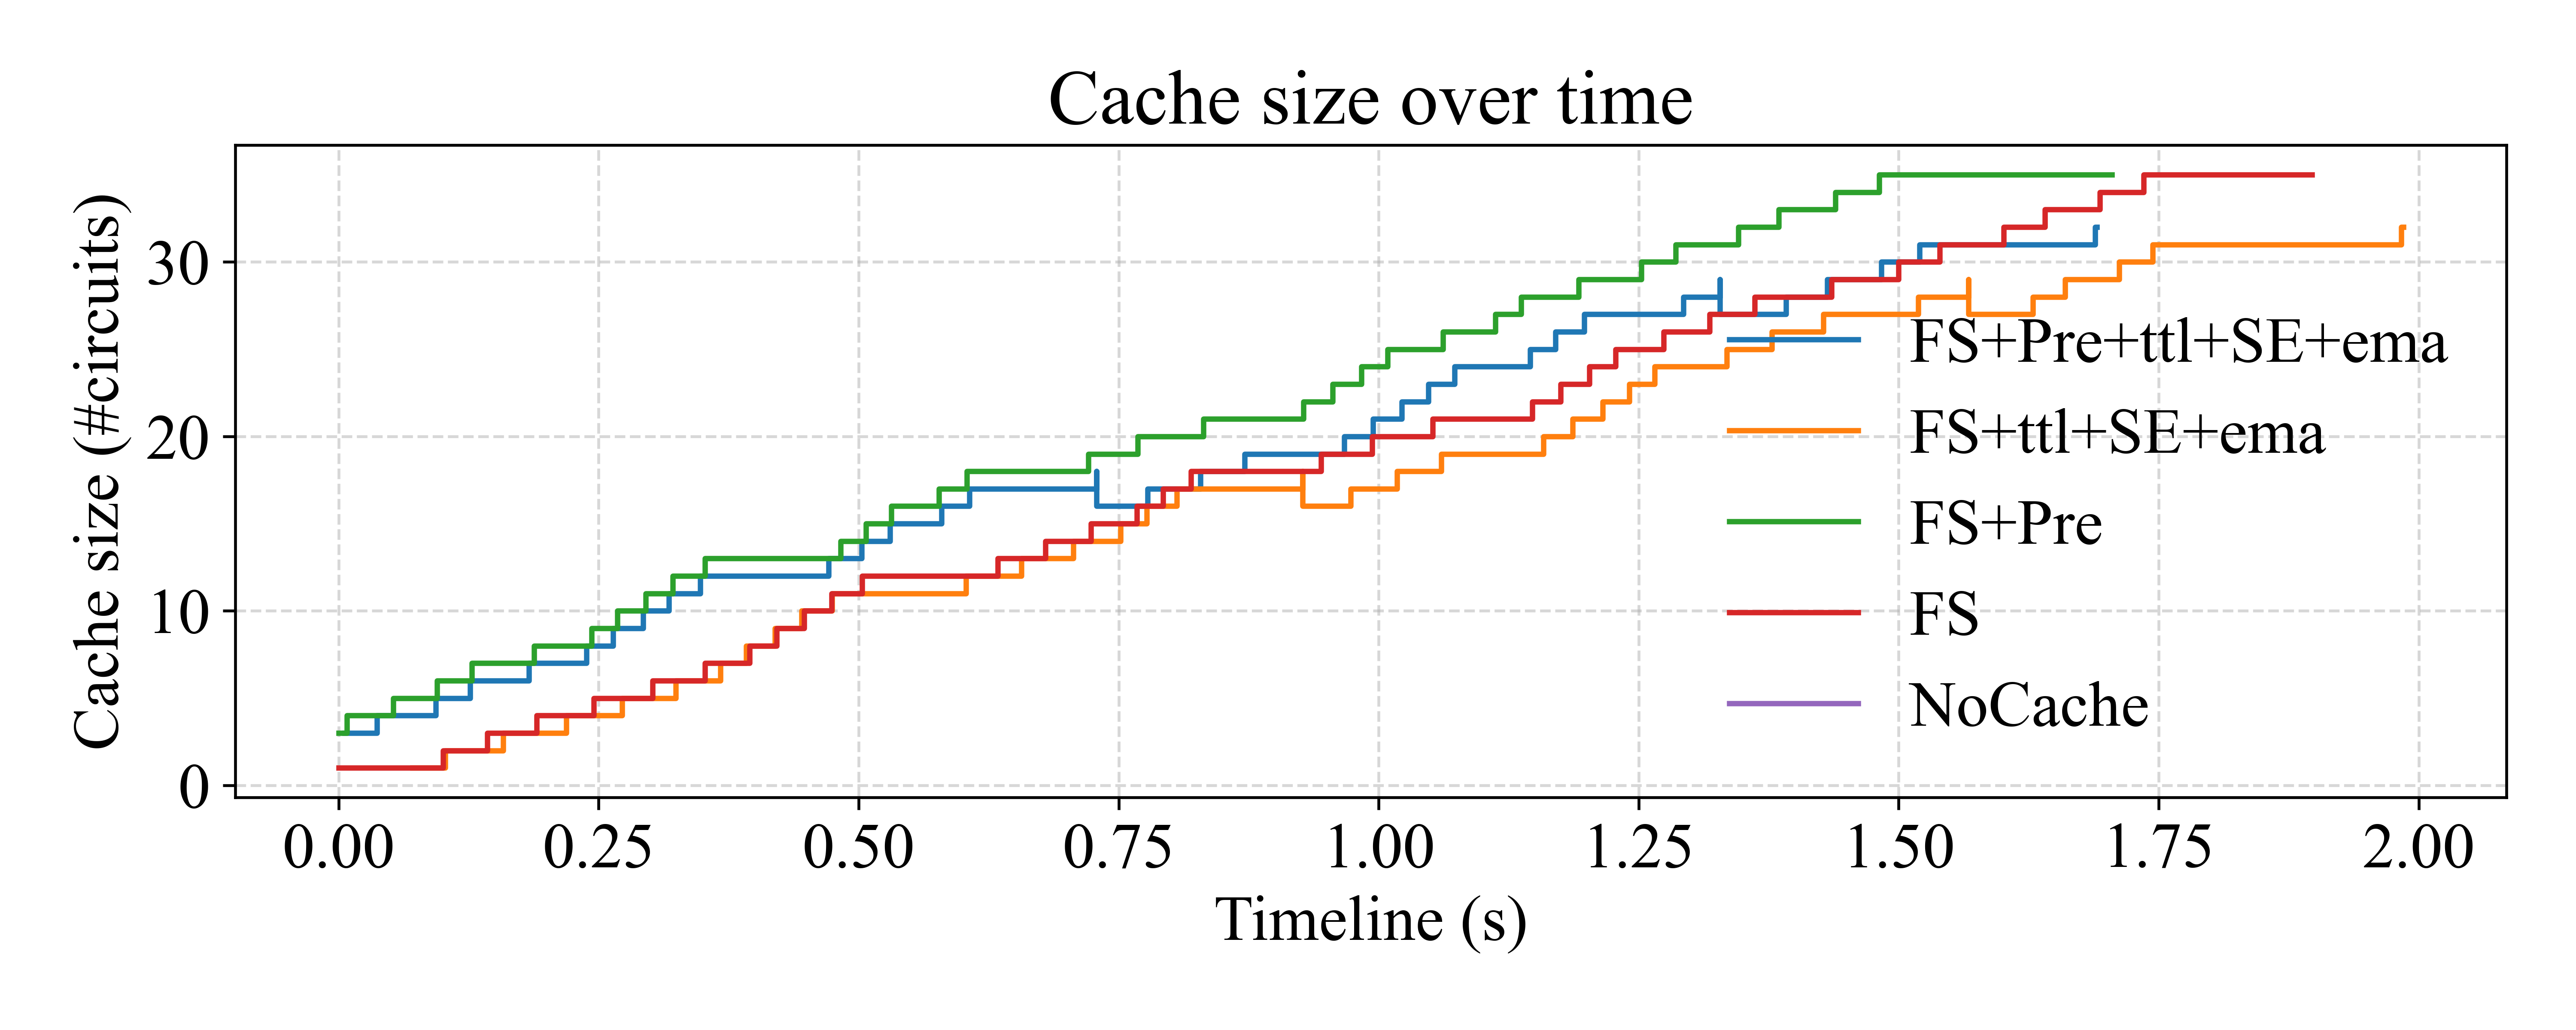 Cache size over time
Cache size (#circuits)
30
20
10
0
FS+Pre+ttl+SE+ema
FS+ttl+SE+ema
FS+Pre
FS
NoCache
0.00 0.25 0.50 0.75 1.00 1.25 1.50 1.75 2.00
Timeline (s)